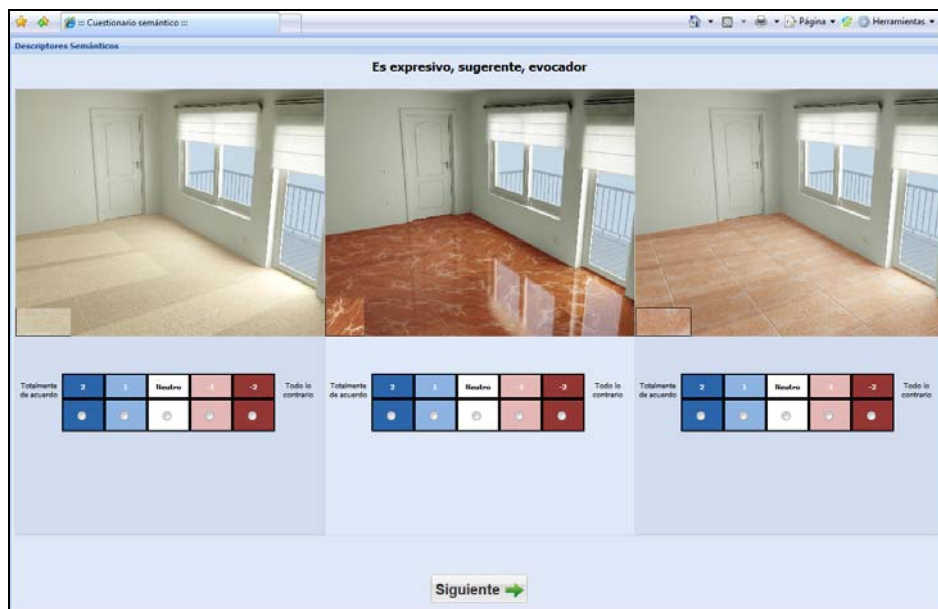 ::: Cuestionario semántico :::
Página
Herramientas
Descriptores Semánticos
Es expresivo, sugerente, evocador
Totalmente de acuerdo
2
1
Neutro
-1
-2
Todo lo contrario
Totalmente de acuerdo
2
1
Neutro
-1
-2
Todo lo contrario
Totalmente de acuerdo
2
1
Neutro
-1
-2
Todo lo contrario
Siguiente